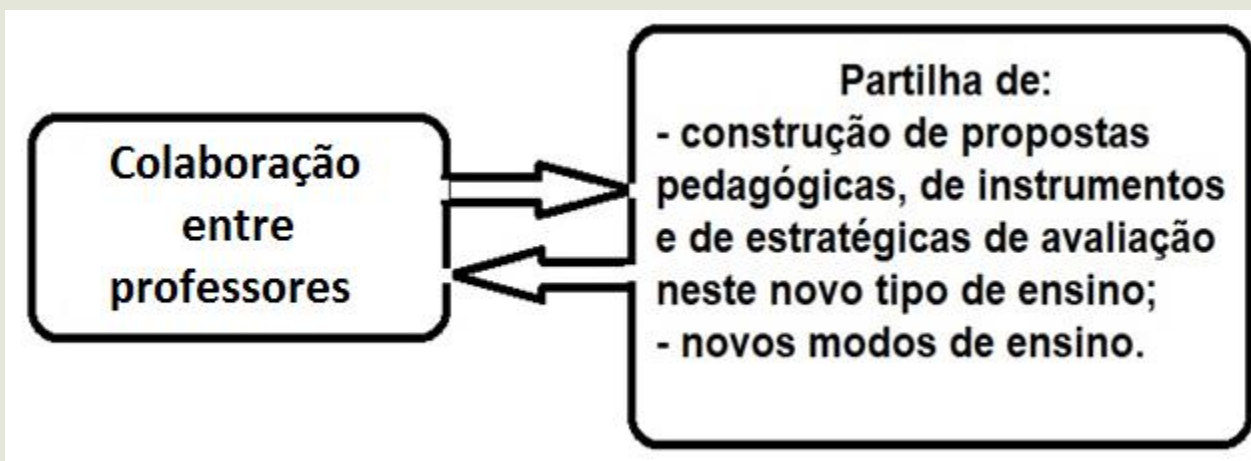 Colaboração
entre
professores
Partilha de:
- construção de propostas
pedagógicas, de instrumentos
e de estratégicas de avaliação
neste novo tipo de ensino;
- novos modos de ensino.